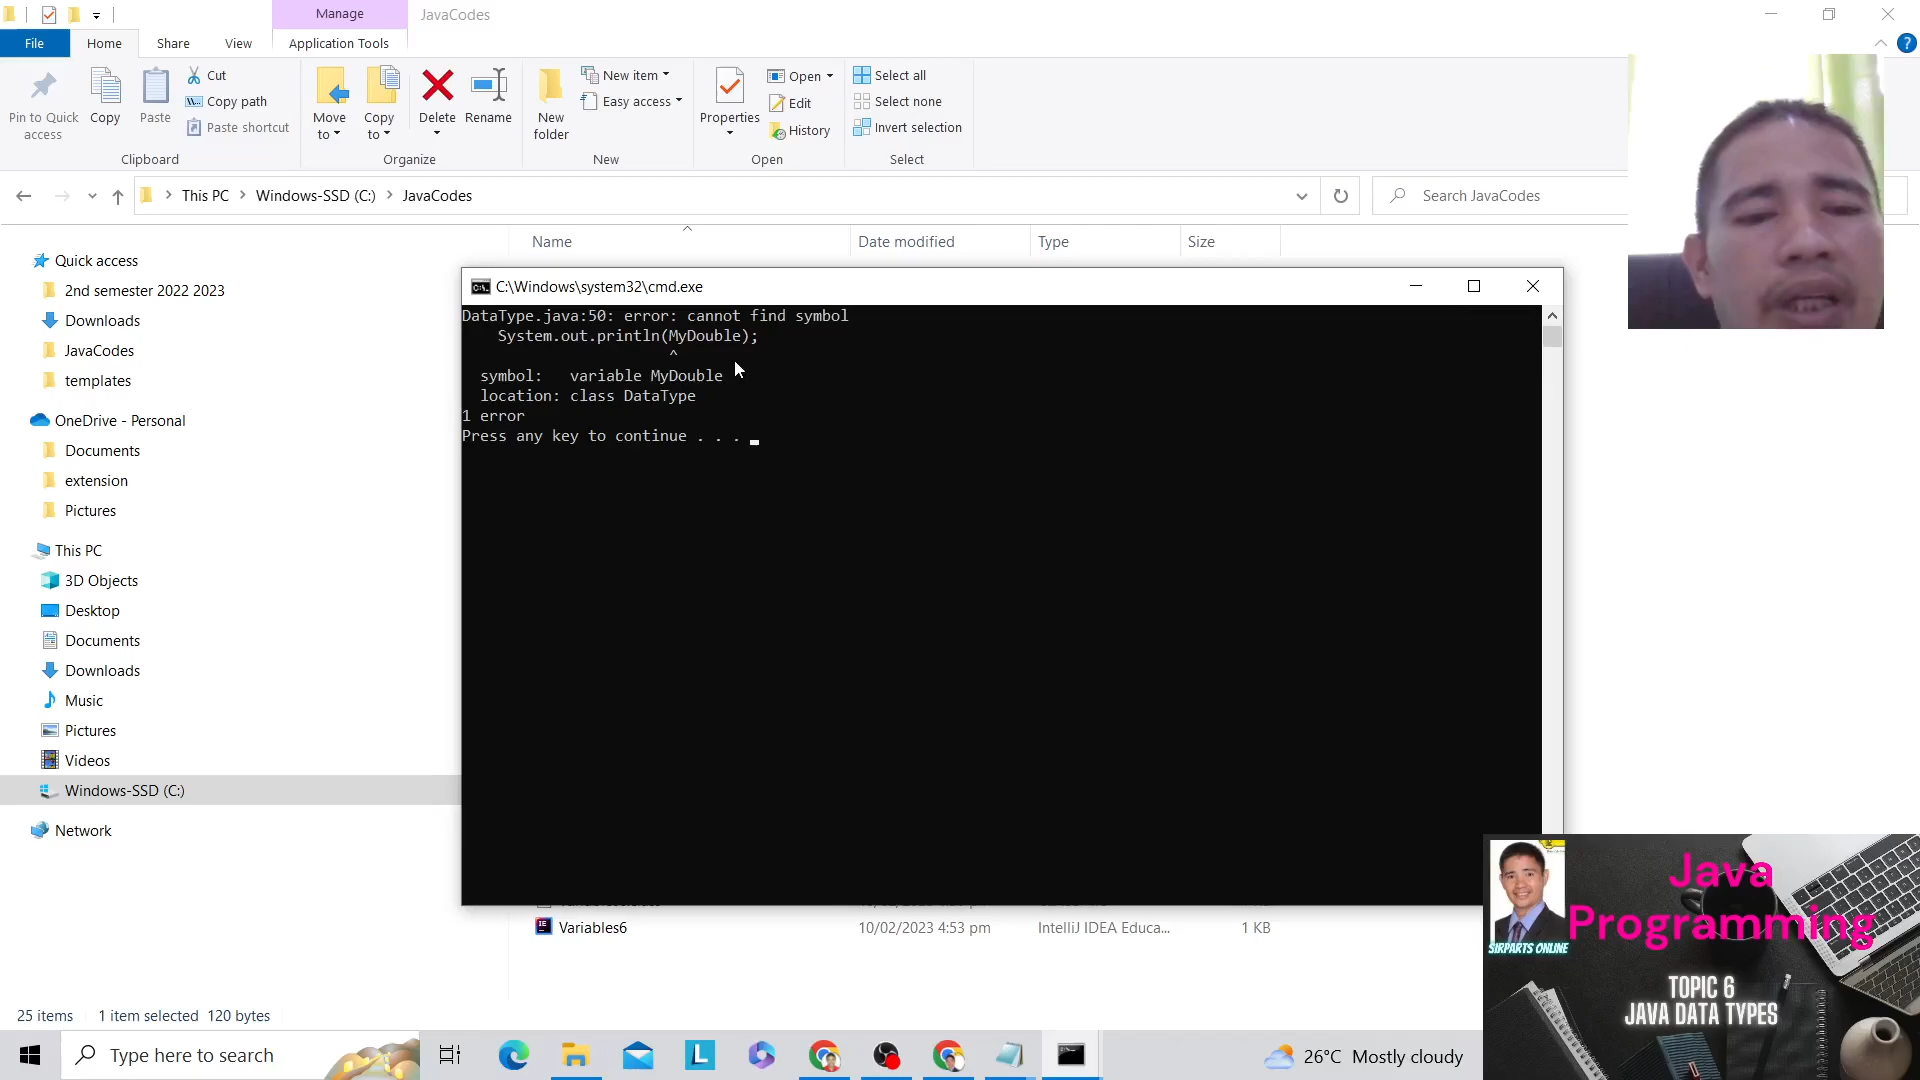 Manage
JavaCodes
File
Home
Share
View
Application Tools
Pin to Quick access
Copy
Paste
Cut
Copy path
Paste shortcut
Clipboard
Move to
Copy to
Delete
Rename
Organize
New folder
New item
Easy access
New
Properties
Open
Edit
History
Open
Select all
Select none
Invert selection
Select
This PC
Windows-SSD (C:)
JavaCodes
Search JavaCodes
Name
Date modified
Type
Size
Quick access
2nd semester 2022 2023
Downloads
JavaCodes
templates
OneDrive - Personal
Documents
extension
Pictures
This PC
3D Objects
Desktop
Documents
Downloads
Music
Pictures
Videos
Windows-SSD (C:)
Network
C:\Windows\system32\cmd.exe
DataType.java:50: error: cannot find symbol
System.out.println(MyDouble);
^
symbol: variable MyDouble
location: class DataType
1 error
Press any key to continue . . .
Variables6
10/02/2023 4:53 pm
IntelliJ IDEA Educa...
1 KB
25 items
1 item selected 120 bytes
Type here to search
26°C Mostly cloudy
Java
Programming
SIRPARTS ONLINE
TOPIC 6
JAVA DATA TYPES